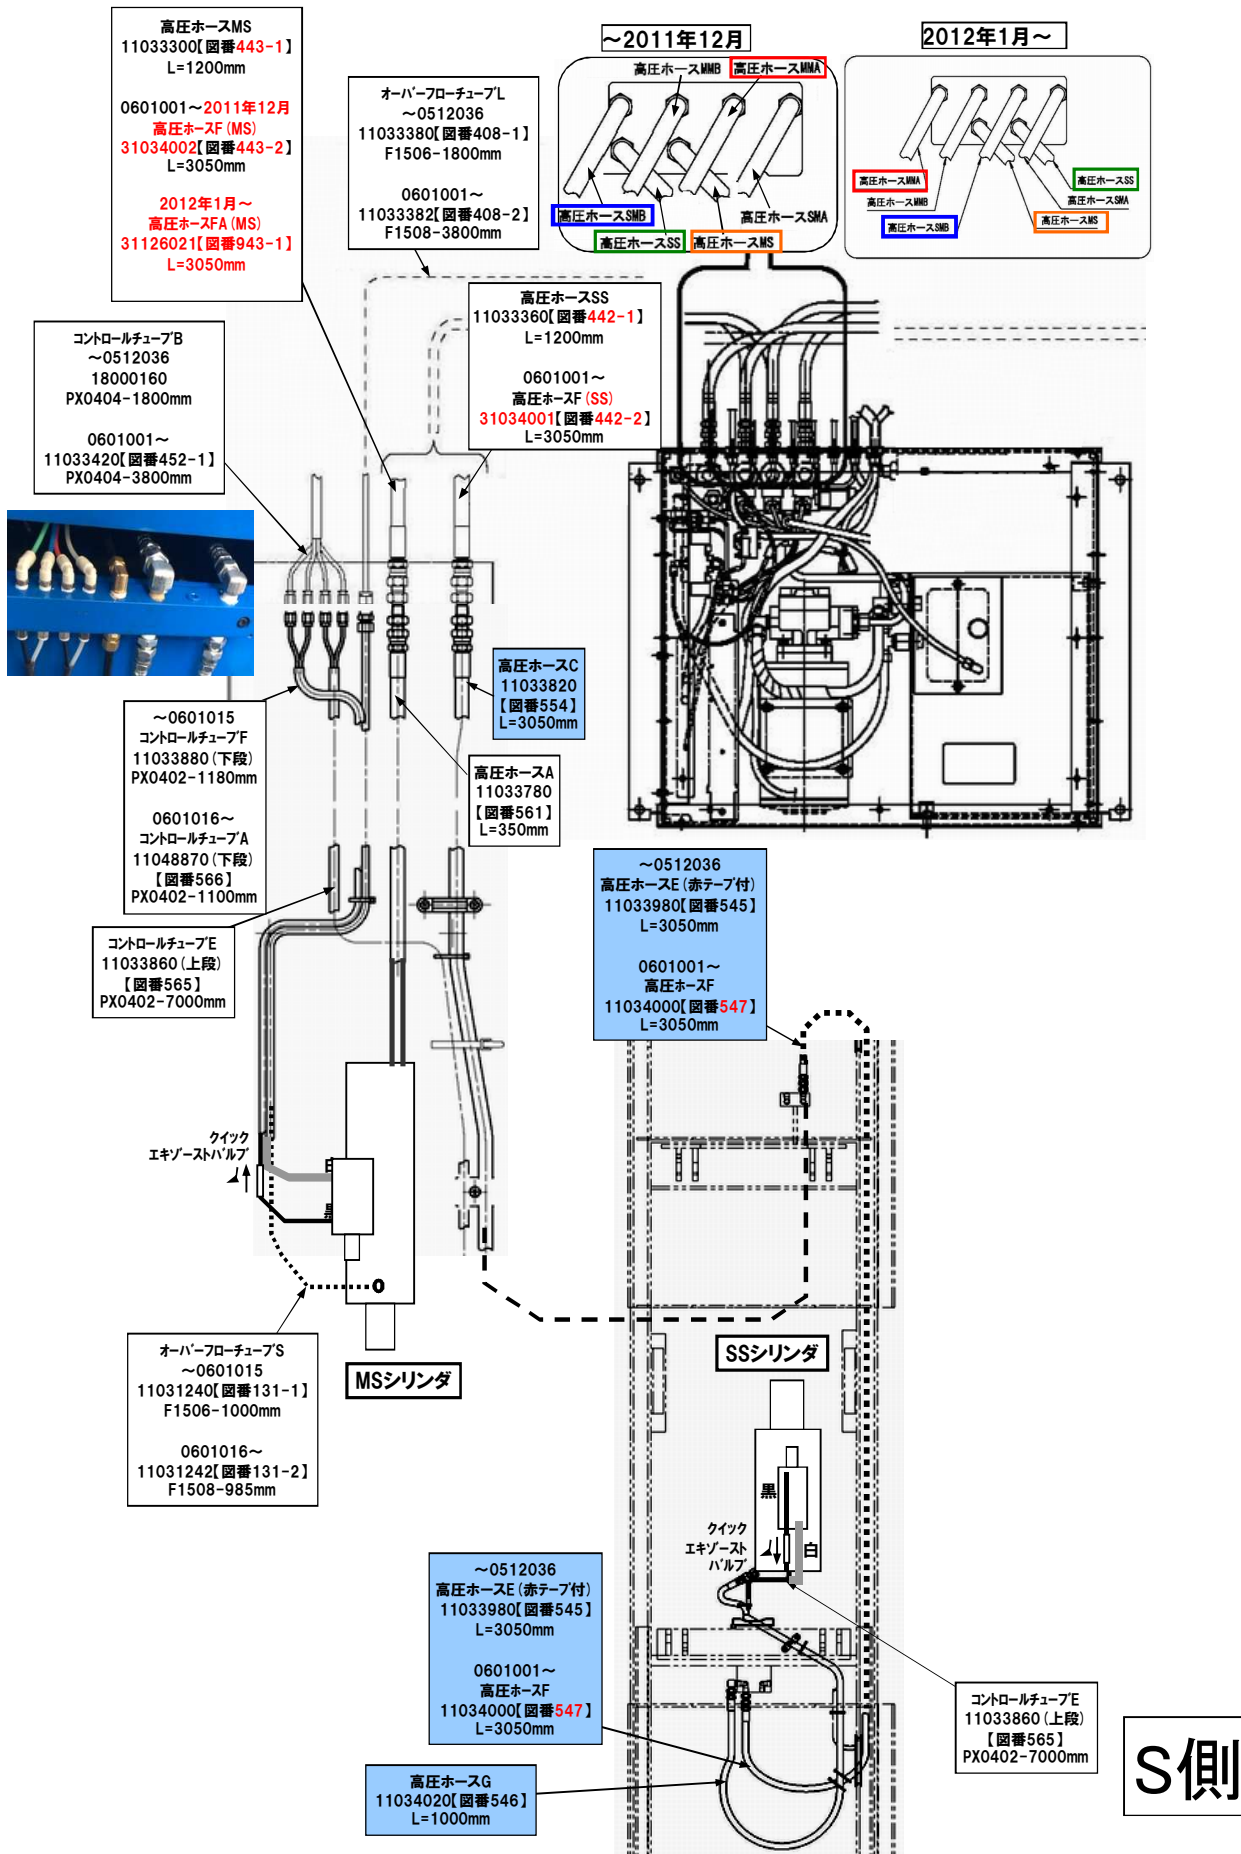 高圧ホースMS
11033300【図番443-1】
L=1200mm
0601001～2011年12月
高圧ホースF(MS)
31034002【図番443-2】
L=3050mm
2012年1月～
高圧ホースFA(MS)
31126021【図番943-1】
L=3050mm
オーバーフローチューブL
～0512036
11033380【図番408-1】
F1506-1800mm
0601001～
11033382【図番408-2】
F1508-3800mm
～2011年12月
高圧ホースMMB
高圧ホースMMA
高圧ホースSMB
高圧ホースSMA
高圧ホースSS
高圧ホースMS
2012年1月～
高圧ホースMMA
高圧ホースSS
高圧ホースMMB
高圧ホースSMA
高圧ホースSMB
高圧ホースMS
高圧ホースSS
11033360【図番442-1】
L=1200mm
0601001～
高圧ホースF(SS)
31034001【図番442-2】
L=3050mm
コントロールチューブB
～0512036
18000160
PX0404-1800mm
0601001～
11033420【図番452-1】
PX0404-3800mm
高圧ホースC
11033820
【図番554】
L=3050mm
～0601015
コントロールチューブF
11033880(下段)
PX0402-1180mm
0601016～
コントロールチューブA
11048870(下段)
【図番566】
PX0402-1100mm
高圧ホースA
11033780
【図番561】
L=350mm
コントロールチューブE
11033860(上段)
【図番565】
PX0402-7000mm
～0512036
高圧ホースE(赤テープ付)
11033980【図番545】
L=3050mm
0601001～
高圧ホースF
11034000【図番547】
L=3050mm
クイック
エキゾーストバルブ
黒
オーバーフローチューブS
～0601015
11031240【図番131-1】
F1506-1000mm
0601016～
11031242【図番131-2】
F1508-985mm
MSシリンダ
SSシリンダ
黒
クイック
エキゾースト
バルブ
白
～0512036
高圧ホースE(赤テープ付)
11033980【図番545】
L=3050mm
0601001～
高圧ホースF
11034000【図番547】
L=3050mm
コントロールチューブE
11033860(上段)
【図番565】
PX0402-7000mm
高圧ホースG
11034020【図番546】
L=1000mm
S側